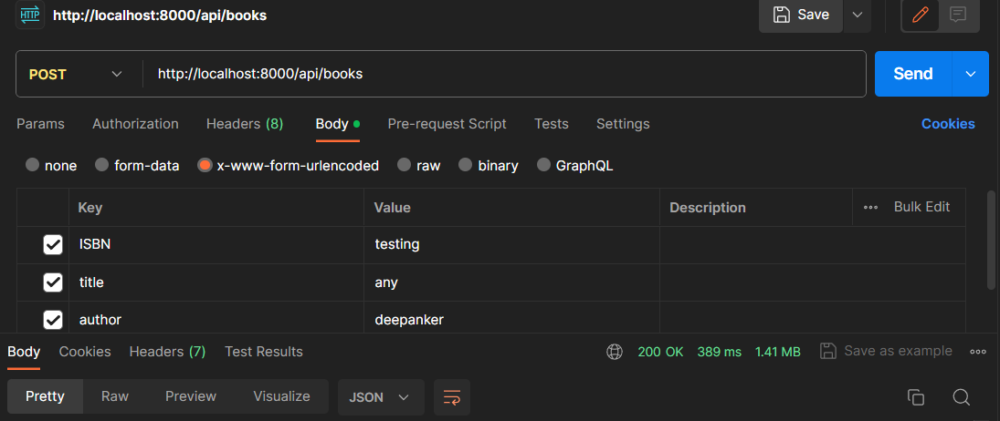 HTTP http://localhost:8000/api/books Save
POST http://localhost:8000/api/books Send
Params Authorization Headers (8) Body Pre-request Script Tests Settings Cookies
none form-data x-www-form-urlencoded raw binary GraphQL
Key Value Description Bulk Edit
ISBN testing
title any
author deepanker
Body Cookies Headers (7) Test Results 200 OK 389 ms 1.41 MB Save as example
Pretty Raw Preview Visualize JSON